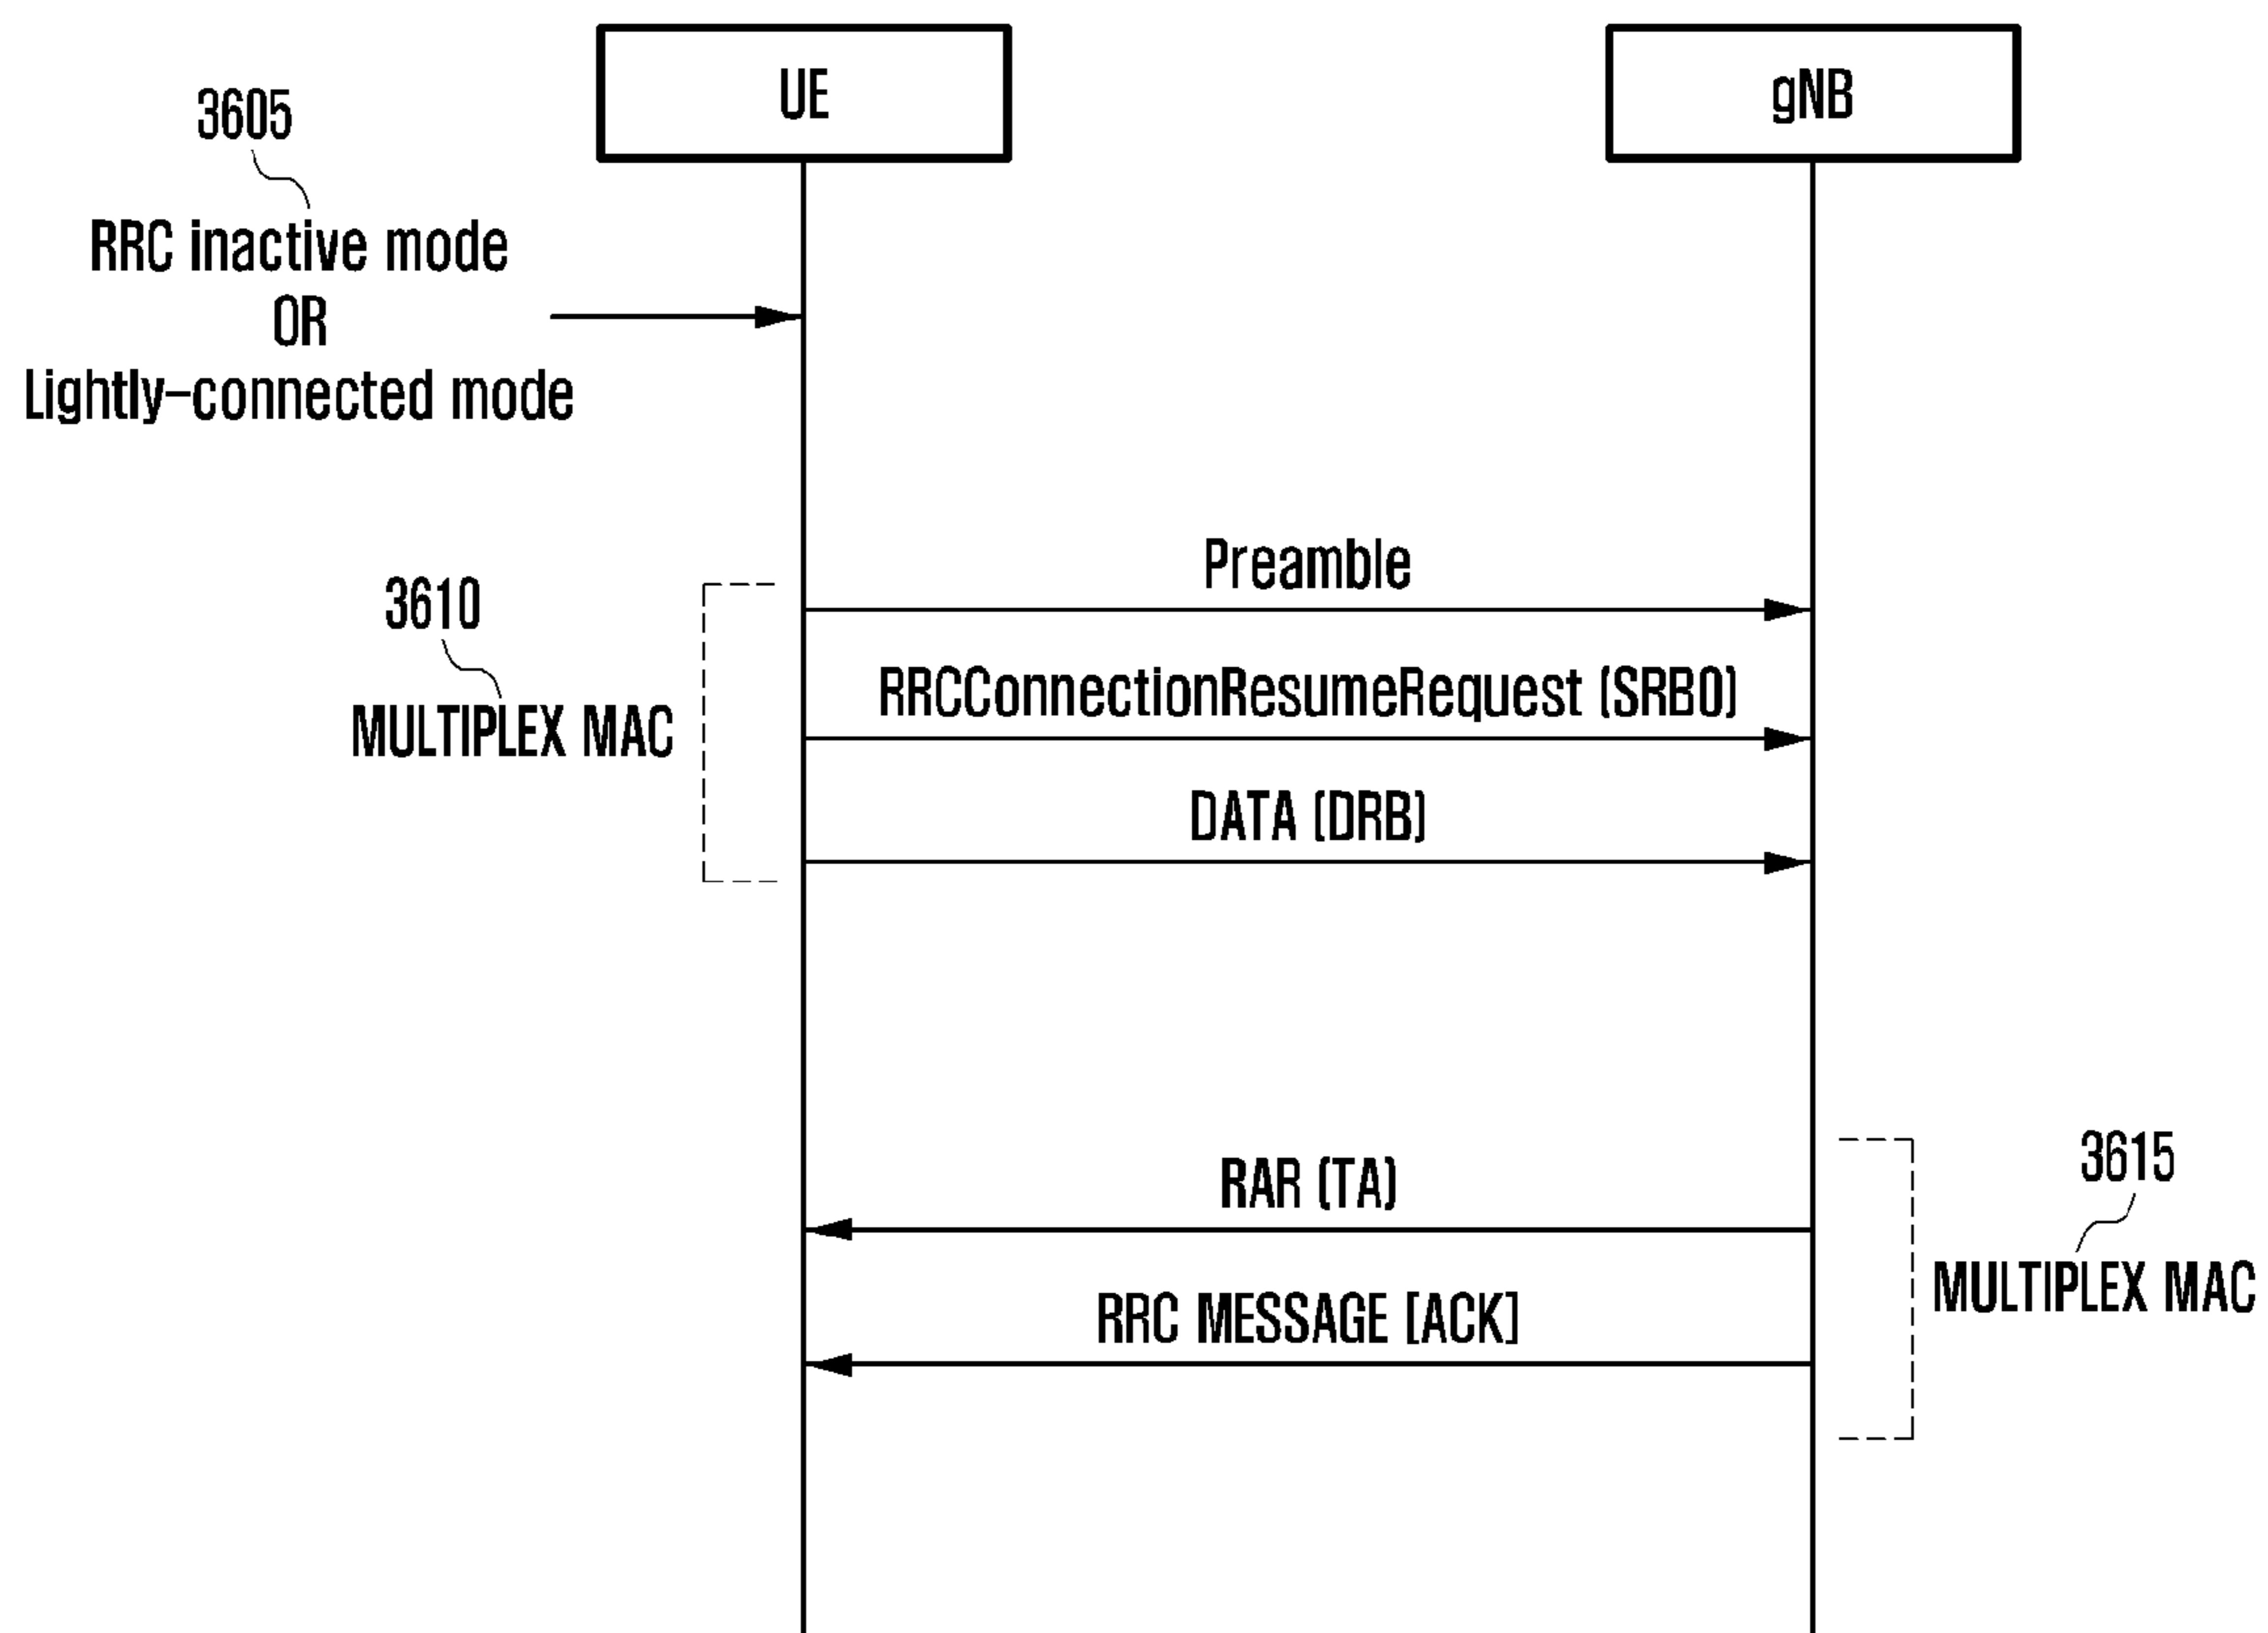 UE
gNB
3605
RRC inactive mode
OR
Lightly-connected mode
Preamble
3610
RRCConnectionResumeRequest (SRB0)
MULTIPLEX MAC
DATA (DRB)
RAR (TA)
3615
MULTIPLEX MAC
RRC MESSAGE [ACK]